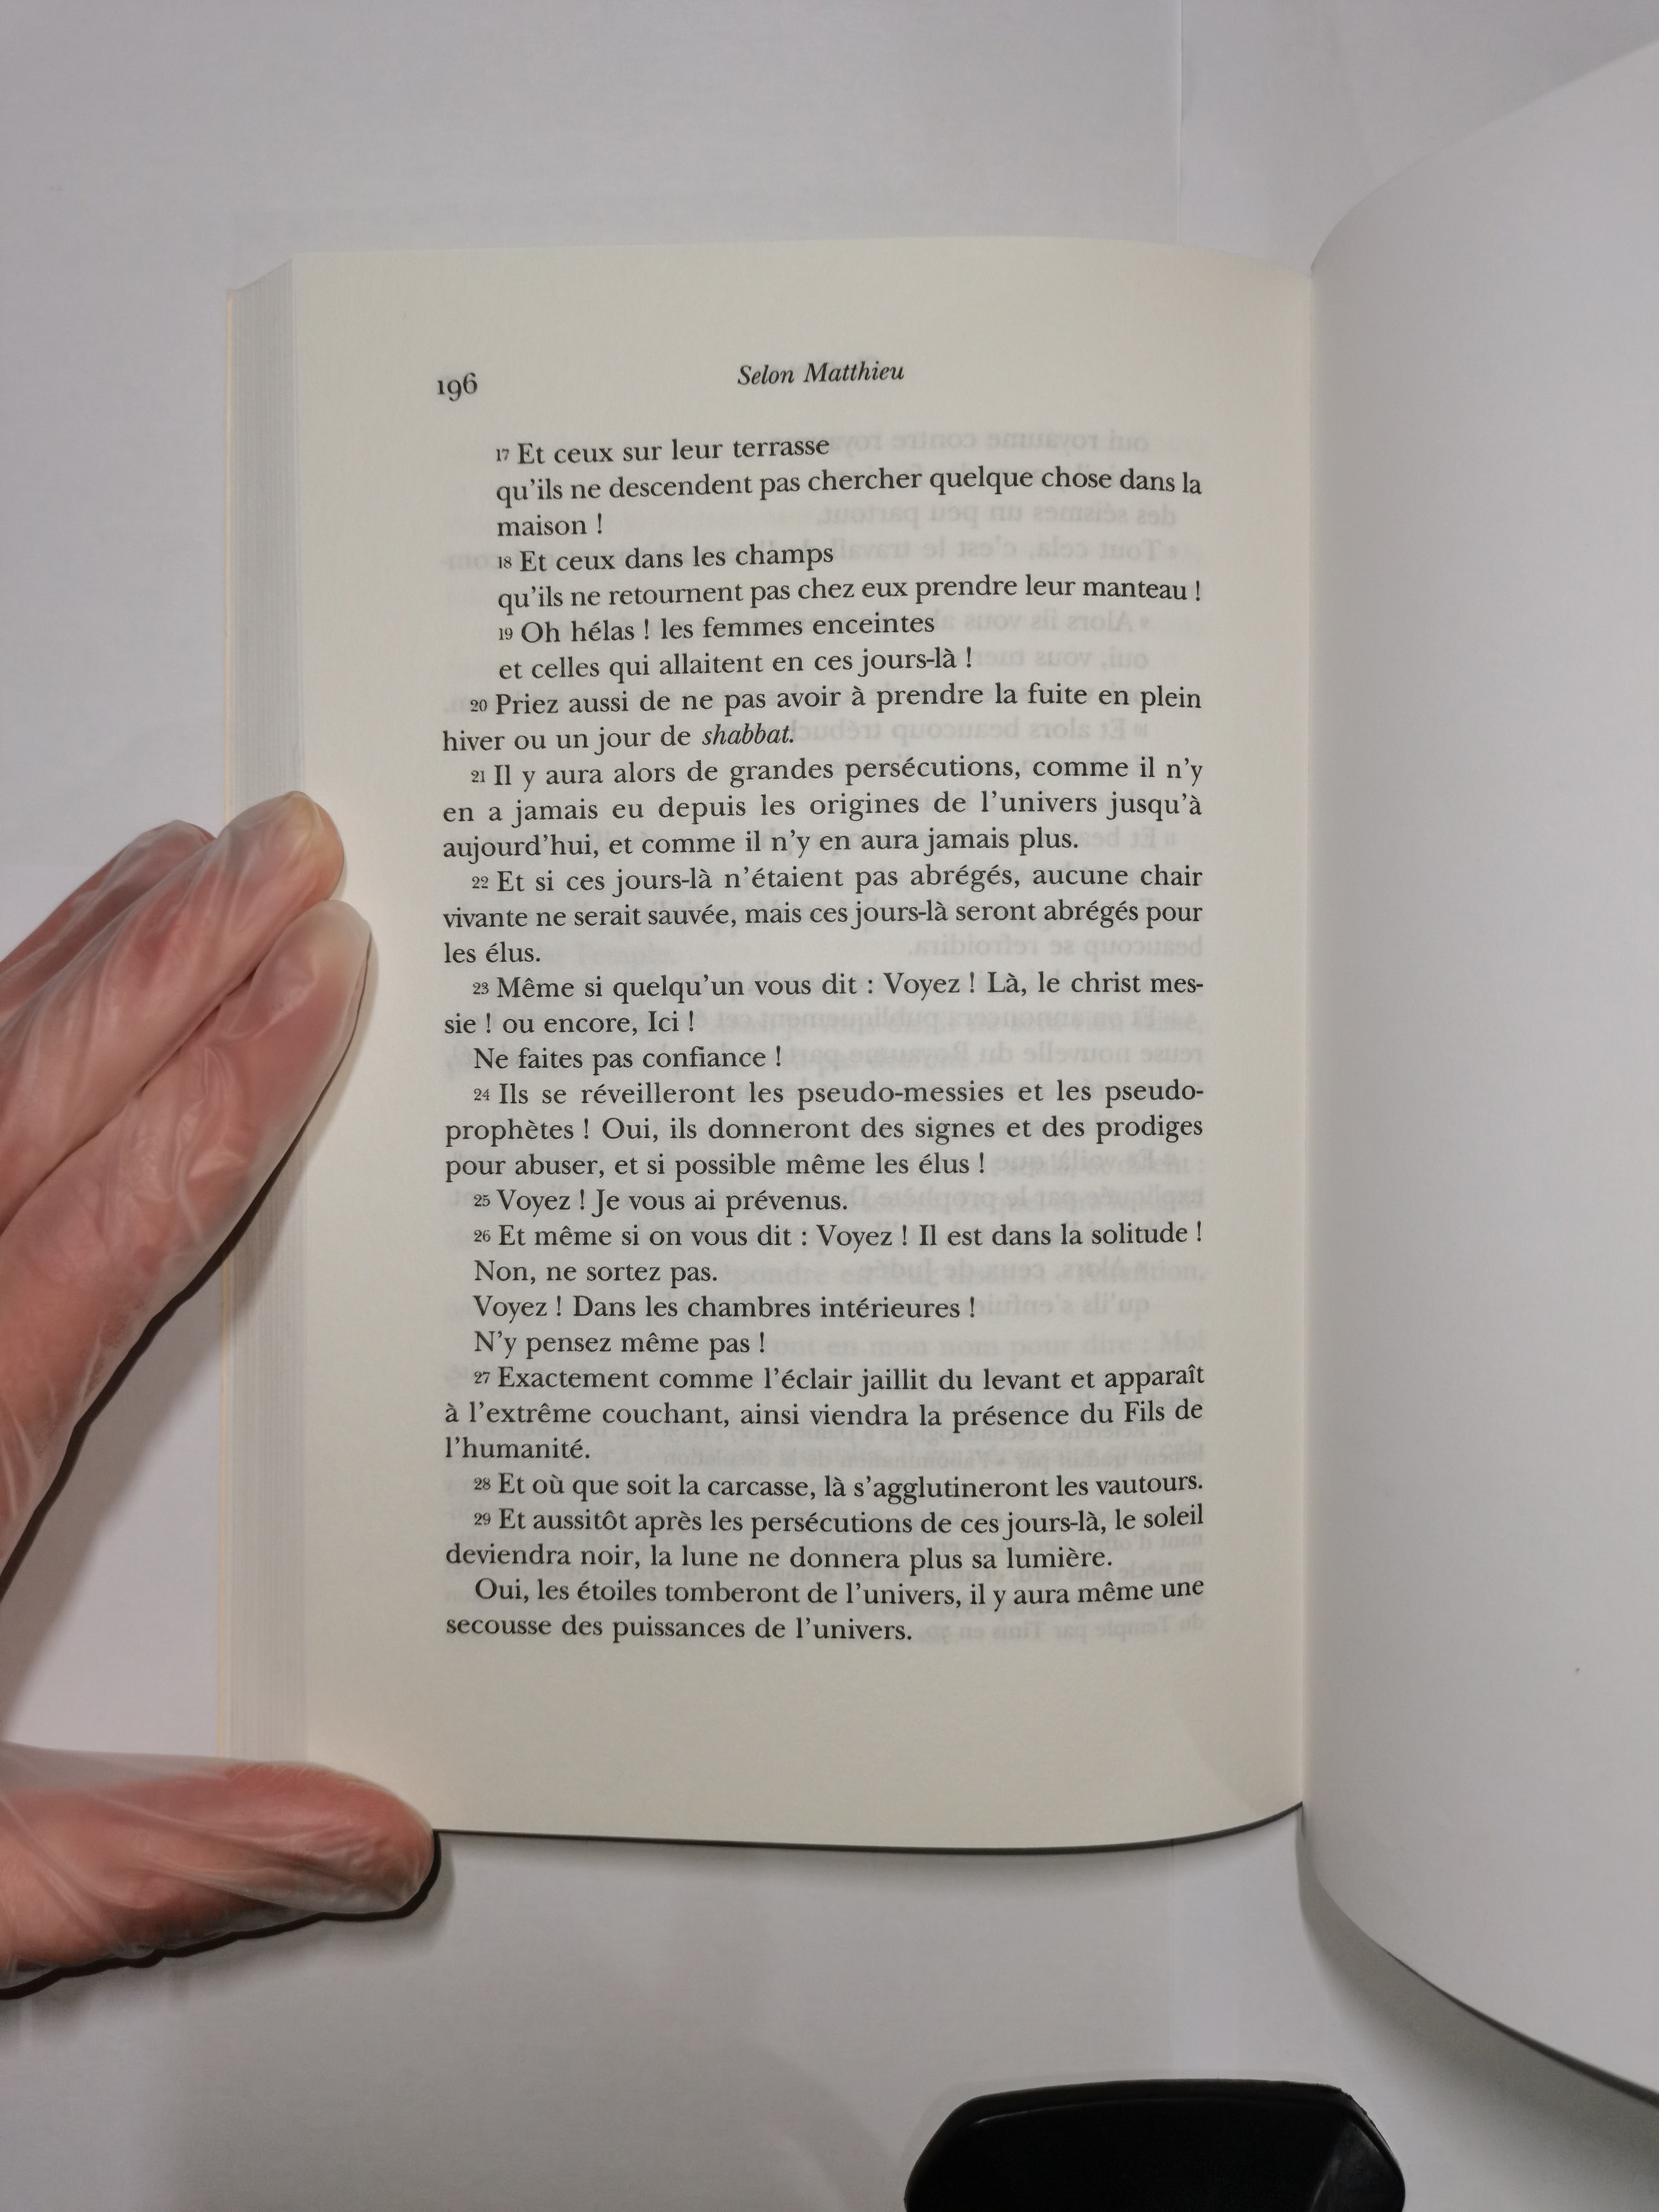 196
Selon Matthieu
17 Et ceux sur leur terrasse
qu'ils ne descendent pas chercher quelque chose dans la
maison !
18 Et ceux dans les champs
qu'ils ne retournent pas chez eux prendre leur manteau !
19 Oh hélas ! les femmes enceintes
et celles qui allaitent en ces jours-là !
20 Priez aussi de ne pas avoir à prendre la fuite en plein
hiver ou un jour de shabbat.
21 Il y aura alors de grandes persécutions, comme il n'y
en a jamais eu depuis les origines de l'univers jusqu'à
aujourd'hui, et comme il n'y en aura jamais plus.
22 Et si ces jours-là n'étaient pas abrégés, aucune chair
vivante ne serait sauvée, mais ces jours-là seront abrégés pour
les élus.
23 Même si quelqu'un vous dit : Voyez ! Là, le christ mes-
sie ! ou encore, Ici !
Ne faites pas confiance !
24 Ils se réveilleront les pseudo-messies et les pseudo-
prophètes ! Oui, ils donneront des signes et des prodiges
pour abuser, et si possible même les élus !
25 Voyez ! Je vous ai prévenus.
26 Et même si on vous dit : Voyez ! Il est dans la solitude !
Non, ne sortez pas.
Voyez ! Dans les chambres intérieures !
N'y pensez même pas !
27 Exactement comme l'éclair jaillit du levant et apparaît
à l'extrême couchant, ainsi viendra la présence du Fils de
l'humanité.
28 Et où que soit la carcasse, là s'agglutineront les vautours.
29 Et aussitôt après les persécutions de ces jours-là, le soleil
deviendra noir, la lune ne donnera plus sa lumière.
Oui, les étoiles tomberont de l'univers, il y aura même une
secousse des puissances de l'univers.